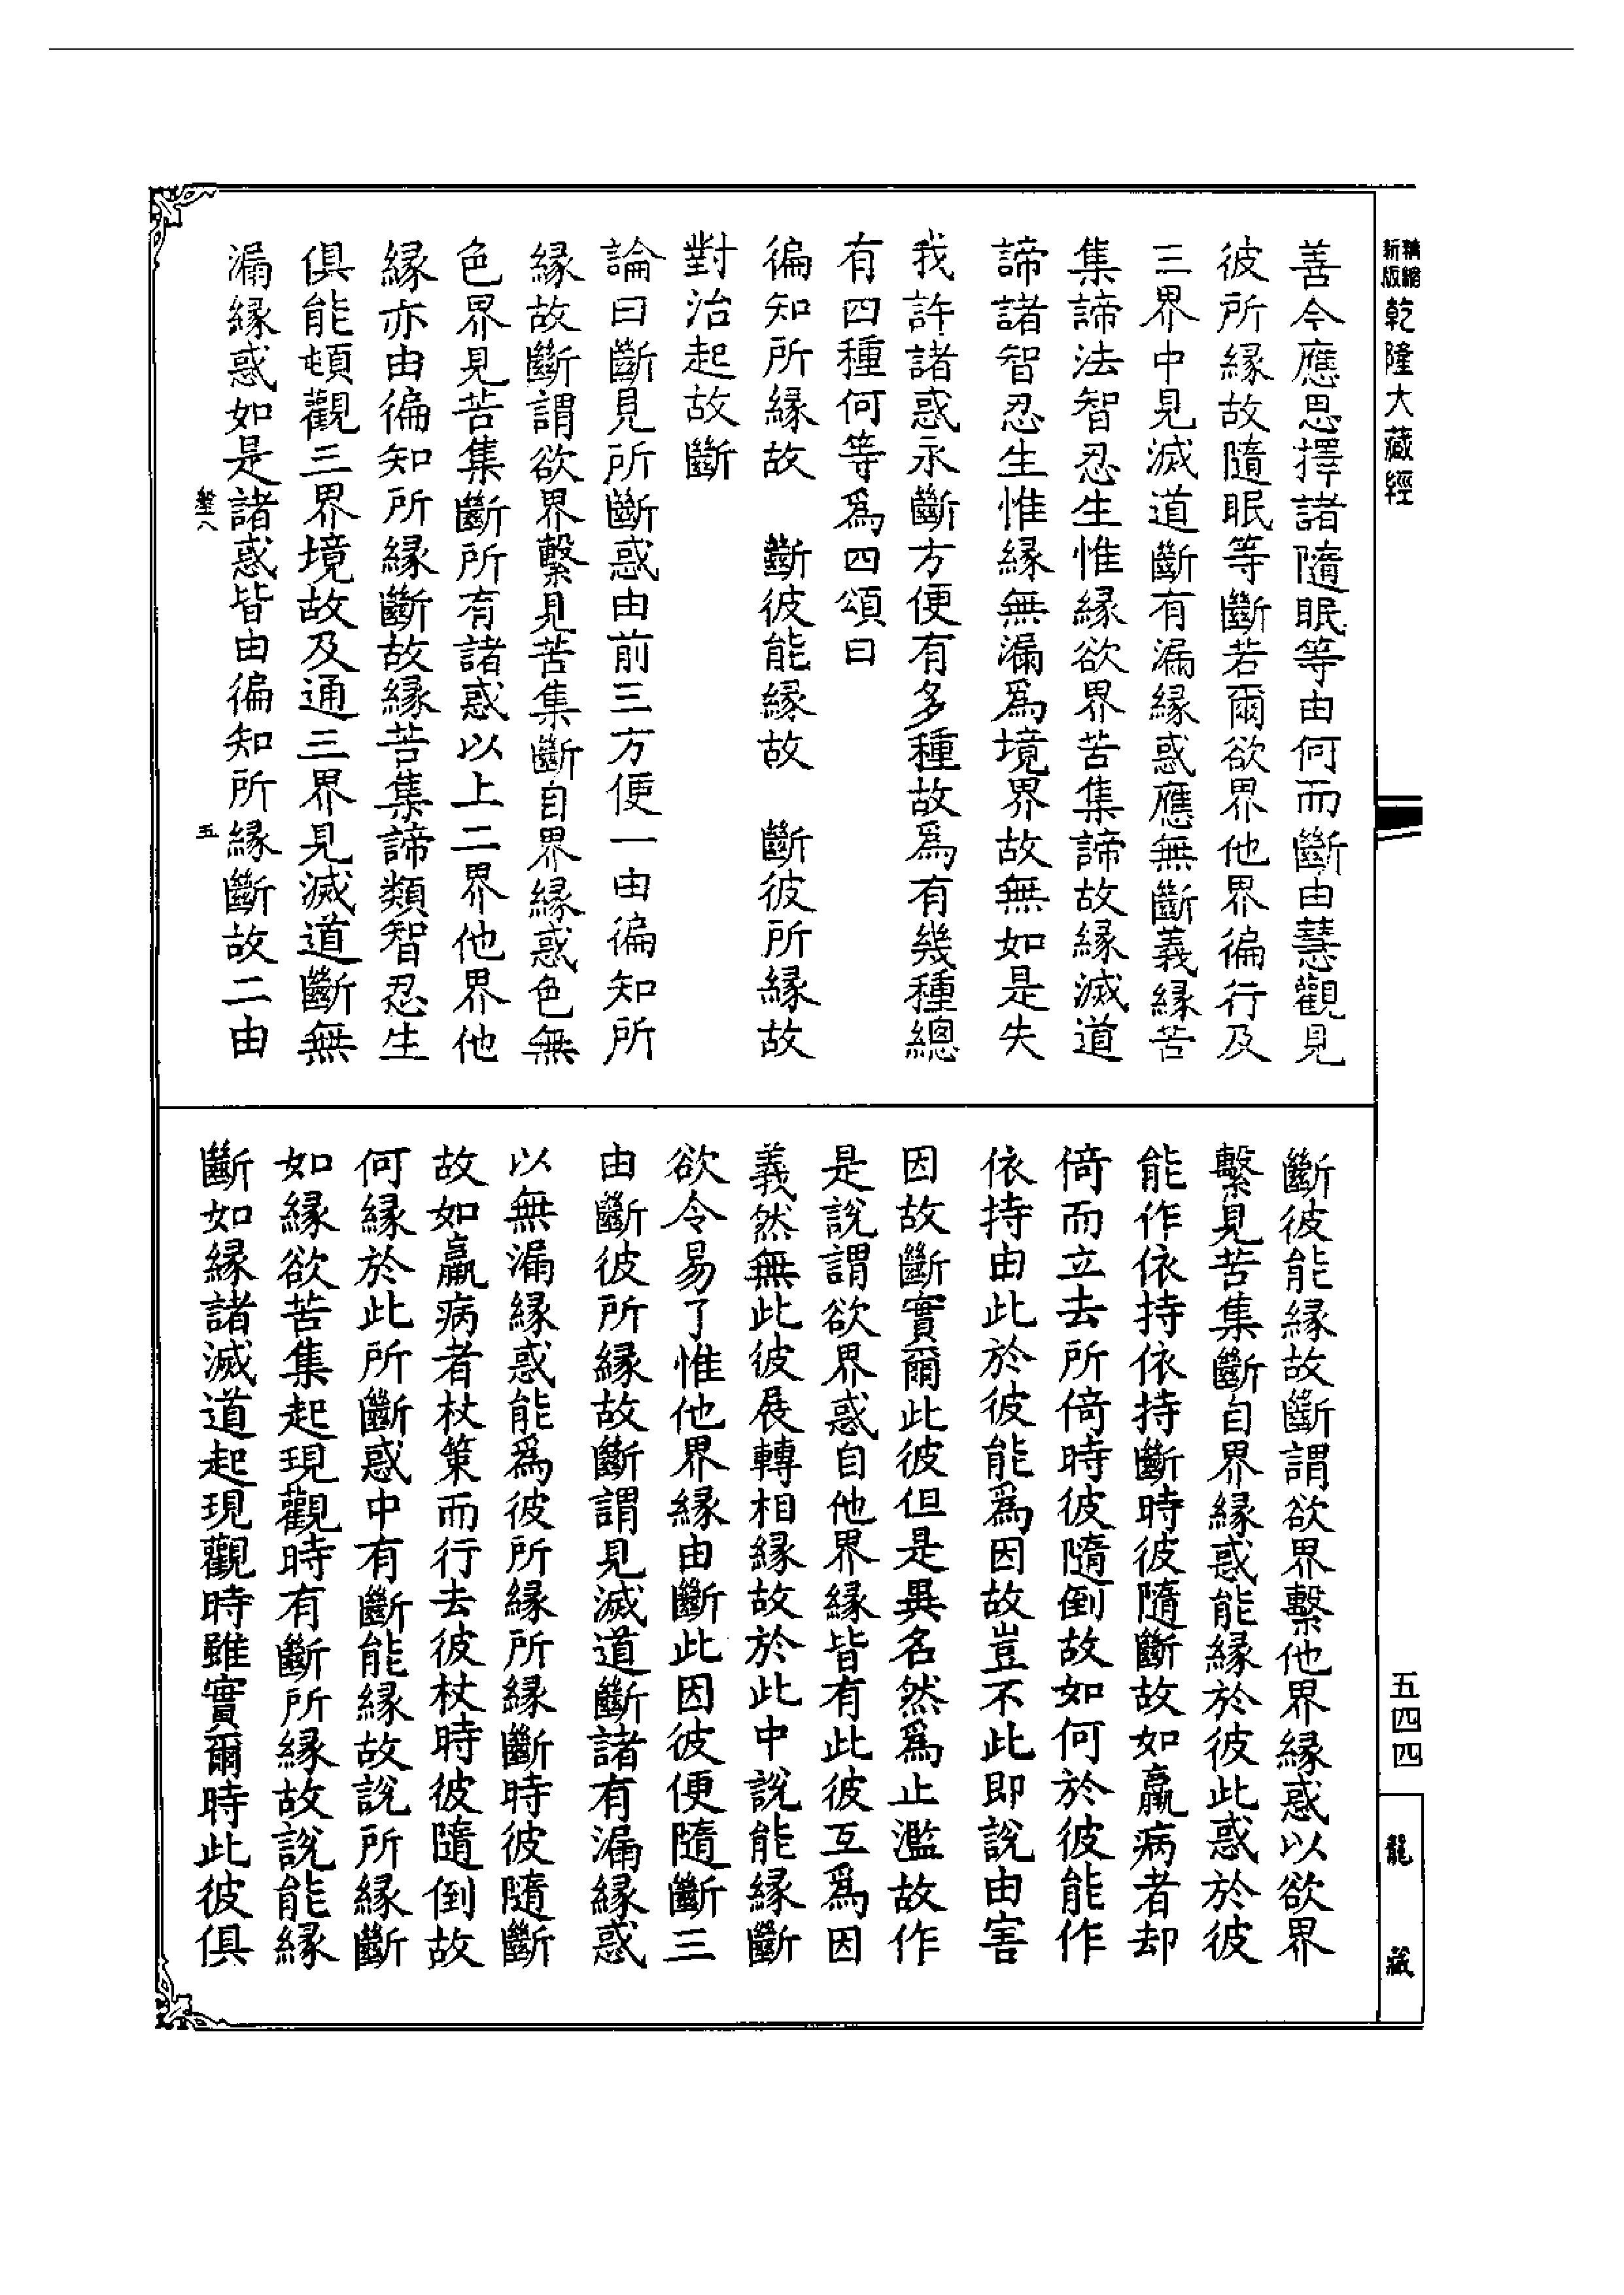 新版精縮乾隆大藏經
善今應思擇諸隨眠等由何而斷由慧觀見
彼所緣故隨眠等斷若爾欲界他界徧行及
三界中見滅道斷有漏緣惑應無斷義緣苦
集諦法智忍生惟緣欲界苦集諦故緣滅道
諦諸智忍生惟緣無漏爲境界故無如是失
我許諸惑永斷方便有多種故爲有幾種總
有四種何等爲四頌曰
徧知所緣故　斷彼能緣故　斷彼所緣故
對治起故斷
論曰斷見所斷惑由前三方便一由徧知所
緣故斷謂欲界繫見苦集斷自界緣惑色無
色界見苦集斷所有諸惑以上二界他界他
緣亦由徧知所緣斷故緣苦集諦類智忍生
俱能頓觀三界境故及通三界見滅道斷無
漏緣惑如是諸惑皆由徧知所緣斷故二由
五
斷彼能緣故斷謂欲界繫他界緣惑以欲界
繫見苦集斷自界緣惑能緣於彼此惑於彼
能作依持依持斷時彼隨斷故如羸病者却
倚而立去所倚時彼隨倒故如何於彼能作
依持由此於彼能爲因故豈不此即說由害
因故斷實爾此彼但是異名然爲止濫故作
是說謂欲界惑自他界緣皆有此彼互爲因
義然無此彼展轉相緣故於此中說能緣斷
欲令易了惟他界緣由斷此因彼便隨斷三
由斷彼所緣故斷謂見滅道斷諸有漏緣惑
以無漏緣惑能爲彼所緣所緣斷時彼隨斷
故如羸病者杖策而行去彼杖時彼隨倒故
何緣於此所斷惑中有斷能緣故說所緣斷
如緣欲苦集起現觀時有斷所緣故說能緣
斷如緣諸滅道起現觀時雖實爾時此彼俱
五四四
龍藏